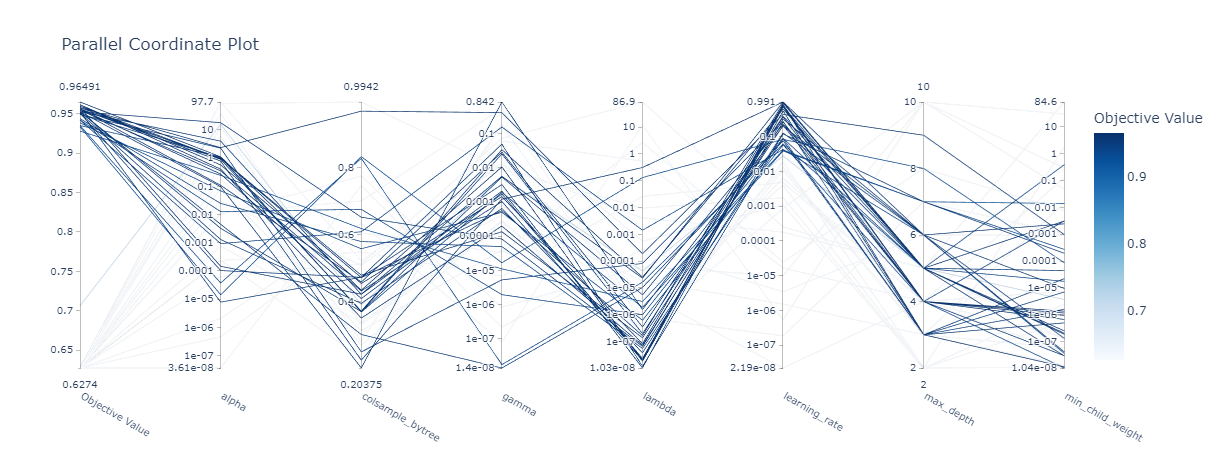 Parallel Coordinate Plot
0.96491
0.95
0.9
0.85
0.8
0.75
0.7
0.65
0.6274
Objective Value
97.7
10
1
0.1
0.01
0.001
0.0001
1e-05
1e-06
1e-07
3.61e-08
alpha
0.9942
0.8
0.6
0.4
0.20375
colsample_bytree
0.842
0.1
0.01
0.001
0.0001
1e-05
1e-06
1e-07
1.4e-08
gamma
86.9
10
1
0.1
0.01
0.001
0.0001
1e-05
1e-06
1e-07
1.03e-08
lambda
0.991
0.1
0.01
0.001
0.0001
1e-05
1e-06
1e-07
2.19e-08
learning_rate
10
10
8
6
4
2
2
max_depth
84.6
10
1
0.1
0.01
0.001
0.0001
1e-05
1e-06
1e-07
1.04e-08
min_child_weight
Objective Value
0.9
0.8
0.7